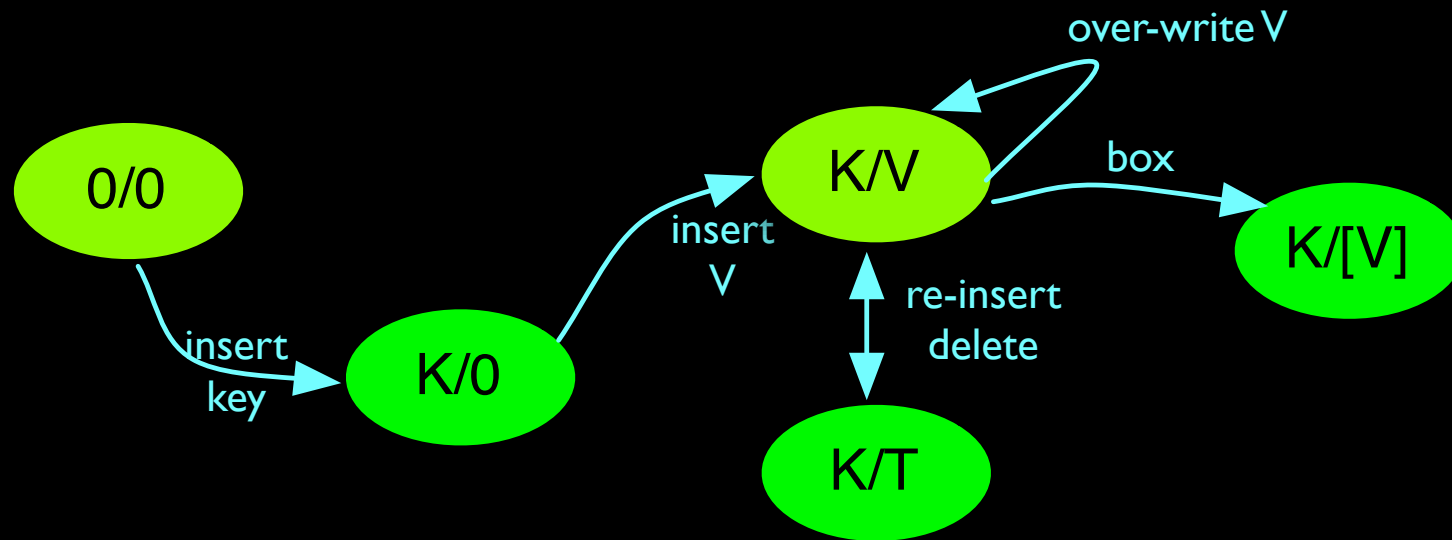 over-write V
0/0
K/V
box
K/[V]
insert
V
re-insert
delete
insert
key
K/0
K/T